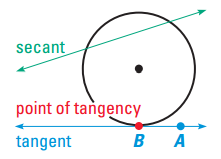 secant
point of tangency
tangent B A